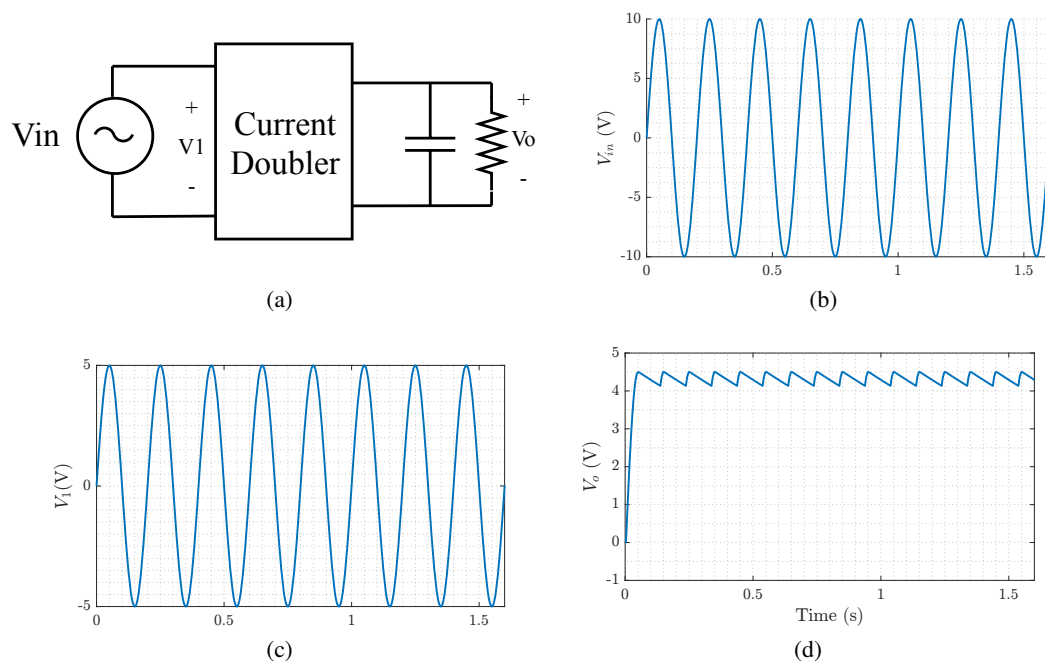 Vin
+
V1
-
Current
Doubler
+
Vo
-
(a)
10
5
0
-5
-10
V_in (V)
0 0.5 1 1.5
(b)
5
0
-5
V_1(V)
0 0.5 1 1.5
(c)
5
4
3
2
1
0
-1
V_o (V)
0 0.5 1 1.5
Time (s)
(d)